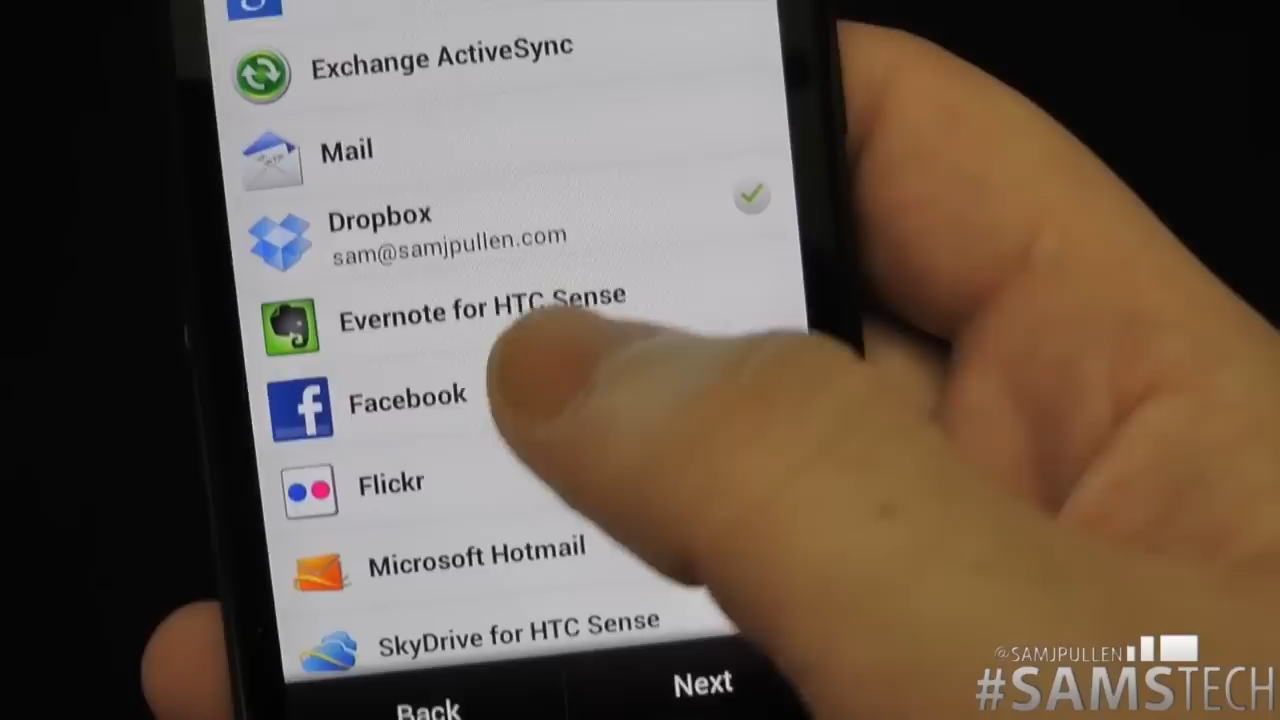 Exchange ActiveSync
Mail
Dropbox
sam@samjpullen.com
Evernote for HTC Sense
Facebook
Flickr
Microsoft Hotmail
SkyDrive for HTC Sense
Back
Next
@SAMJPULLEN
#SAMSTECH